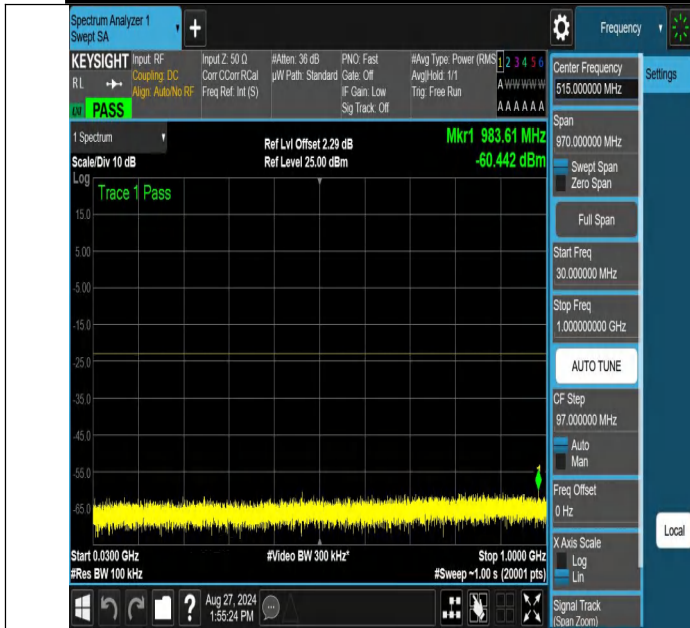 Spectrum Analyzer 1
Swept SA
+
Frequency
KEYSIGHT
RL
LXI
PASS
Input: RF
Coupling: DC
Align: Auto/No RF
Input Z: 50 Ω
Corr CCorr RCal
Freq Ref: Int (S)
#Atten: 36 dB
µW Path: Standard
PNO: Fast
Gate: Off
IF Gain: Low
Sig Track: Off
#Avg Type: Power (RMS
Avg|Hold: 1/1
Trig: Free Run
1 2 3 4 5 6
A W W W W W
A A A A A A
1 Spectrum
Scale/Div 10 dB
Ref Lvl Offset 2.29 dB
Ref Level 25.00 dBm
Mkr1 983.61 MHz
-60.442 dBm
Log
Trace 1 Pass
15.0
5.00
-5.00
-15.0
-25.0
-35.0
-45.0
-55.0
-65.0
1
Start 0.0300 GHz
#Video BW 300 kHz*
Stop 1.0000 GHz
#Res BW 100 kHz
#Sweep ~1.00 s (20001 pts)
?
Aug 27, 2024
1:55:24 PM
Center Frequency
515.000000 MHz
Settings
Span
970.000000 MHz
Swept Span
Zero Span
Full Span
Start Freq
30.000000 MHz
Stop Freq
1.000000000 GHz
AUTO TUNE
CF Step
97.000000 MHz
Auto
Man
Freq Offset
0 Hz
X Axis Scale
Log
Lin
Local
Signal Track
(Span Zoom)